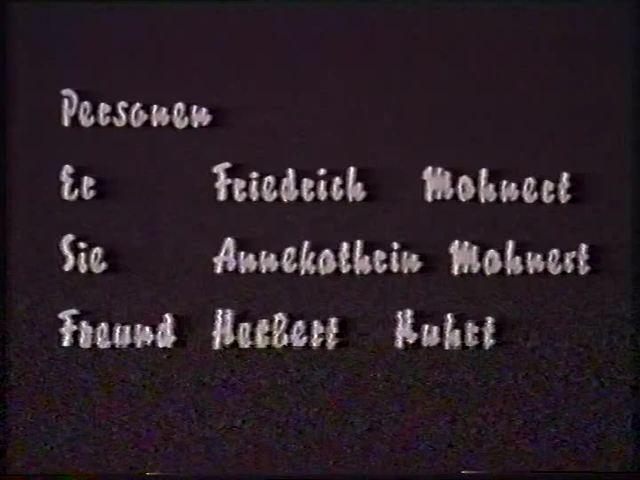 Personen
Er Friedrich Mohnert
Sie Annekathrin Mohnert
Freund Herbert Kuhrt